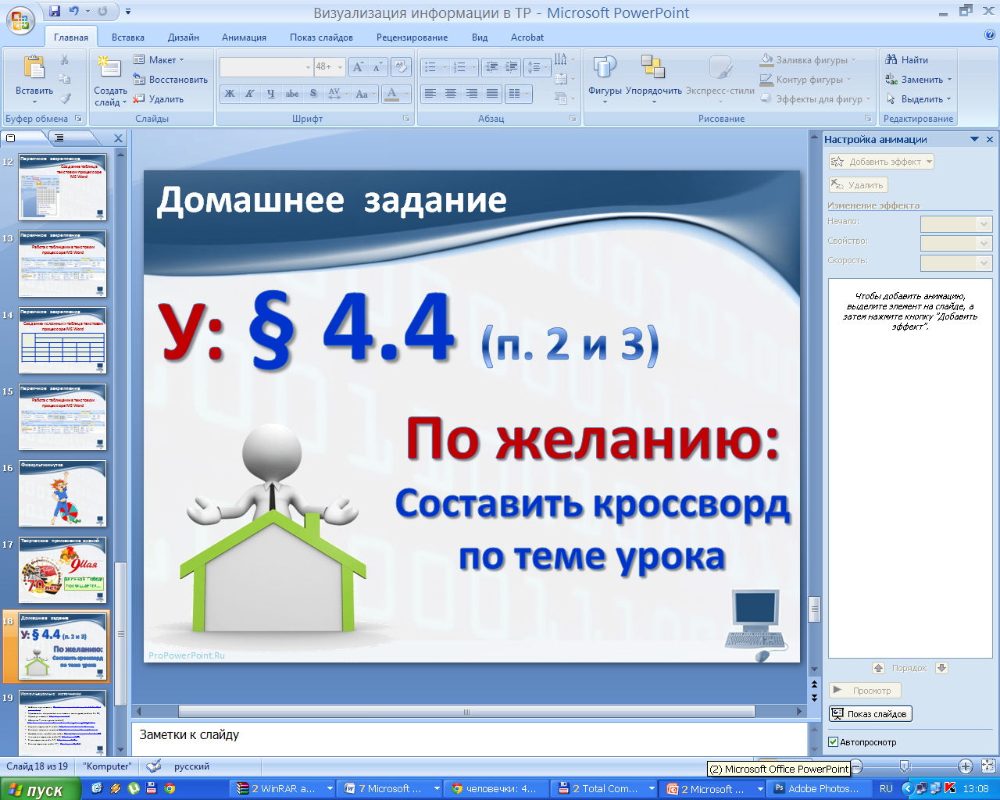 Визуализация информации в ТР - Microsoft PowerPoint
Главная Вставка Дизайн Анимация Показ слайдов Рецензирование Вид Acrobat
Вставить
Буфер обмена
Создать слайд
Макет
Восстановить
Удалить
Слайды
48+
Ж К Ч abc S AV Aa A
Шрифт
Абзац
Фигуры Упорядочить Экспресс-стили
Заливка фигуры
Контур фигуры
Эффекты для фигур
Рисование
Найти
Заменить
Выделить
Редактирование
12
Первичное закрепление
Создание таблиц в
текстовом процессоре
MS Word
13
Первичное закрепление
Работа с таблицами в текстовом
процессоре MS Word
14
Первичное закрепление
Создание «сложных» таблиц в текстовом
процессоре MS Word
15
Первичное закрепление
Работа с таблицами в текстовом
процессоре MS Word
16
Физкультминутка
17
Творческое применение знаний
9 Мая
70 лет
Великой Победе
посвящается...
18
Домашнее задание
У: § 4.4 (п. 2 и 3)
По желанию:
Составить кроссворд
по теме урока
19
Используемые источники
Домашнее задание
У: § 4.4 (п. 2 и 3)
По желанию:
Составить кроссворд
по теме урока
ProPowerPoint.Ru
Заметки к слайду
Настройка анимации
Добавить эффект
Удалить
Изменение эффекта
Начало:
Свойство:
Скорость:
Чтобы добавить анимацию,
выделите элемент на слайде, а
затем нажмите кнопку "Добавить
эффект".
Порядок
Просмотр
Показ слайдов
Автопросмотр
Слайд 18 из 19 "Komputer" русский
(2) Microsoft Office PowerPoint
пуск
2 WinRAR a...
7 Microsoft ...
человечки: 4...
2 Total Com...
2 Microsoft ...
Adobe Photos...
RU
13:08